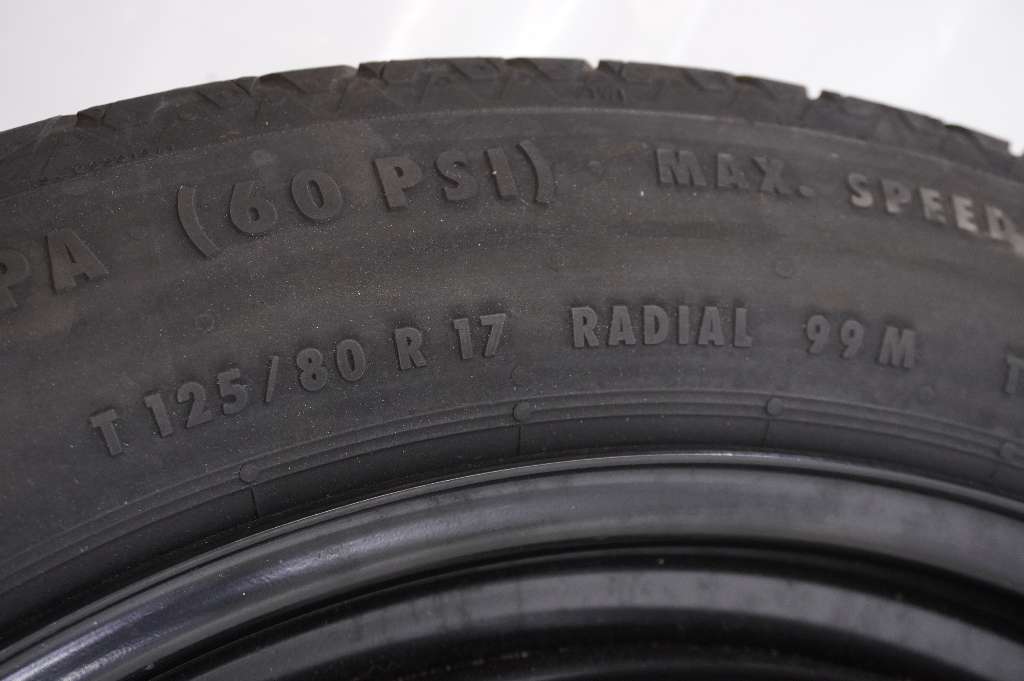 PA (60 PSI) MAX. SPEED
T 125/80 R 17 RADIAL 99 M T